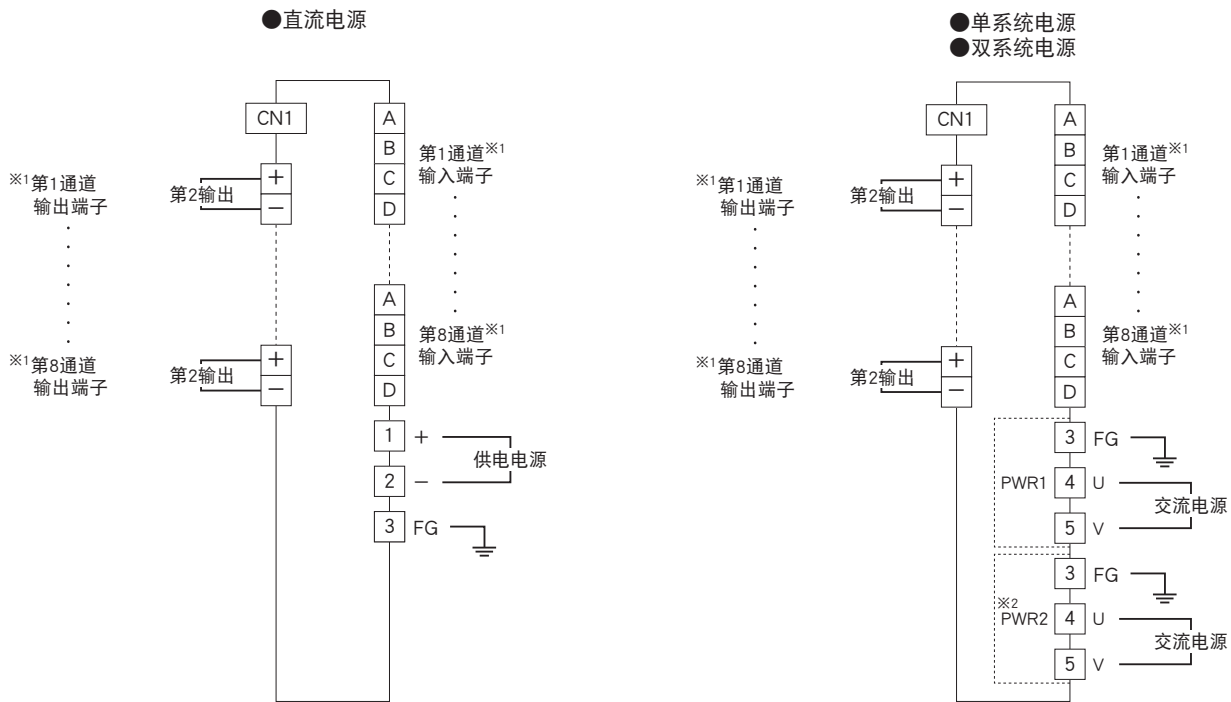 ●直流电源
CN1
A
B
C
D
第1通道※1
输入端子
※1第1通道
输出端子
第2输出
+
−
A
B
C
D
第8通道※1
输入端子
※1第8通道
输出端子
第2输出
+
−
1 +
2 −
供电电源
3 FG
●单系统电源
●双系统电源
CN1
A
B
C
D
第1通道※1
输入端子
※1第1通道
输出端子
第2输出
+
−
A
B
C
D
第8通道※1
输入端子
※1第8通道
输出端子
第2输出
+
−
PWR1
3 FG
4 U
5 V
交流电源
※2
PWR2
3 FG
4 U
5 V
交流电源